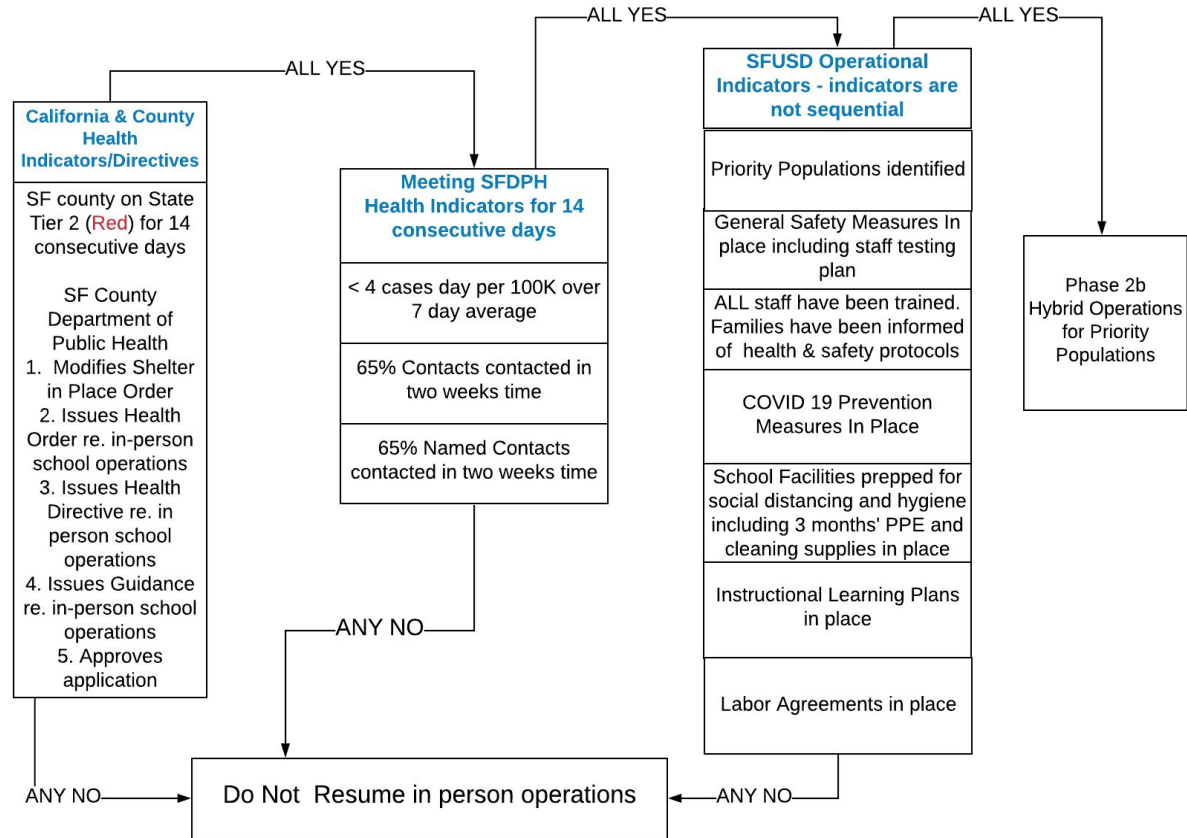 ALL YES
California & County
Health
Indicators/Directives
SF county on State
Tier 2 (Red) for 14
consecutive days
SF County
Department of
Public Health
1. Modifies Shelter
in Place Order
2. Issues Health
Order re. in-person
school operations
3. Issues Health
Directive re. in
person school
operations
4. Issues Guidance
re. in-person school
operations
5. Approves
application
ANY NO
ALL YES
Meeting SFDPH
Health Indicators for 14
consecutive days
< 4 cases day per 100K over
7 day average
65% Contacts contacted in
two weeks time
65% Named Contacts
contacted in two weeks time
ANY NO
ALL YES
SFUSD Operational
Indicators - indicators are
not sequential
Priority Populations identified
General Safety Measures In
place including staff testing
plan
ALL staff have been trained.
Families have been informed
of health & safety protocols
COVID 19 Prevention
Measures In Place
School Facilities prepped for
social distancing and hygiene
including 3 months' PPE and
cleaning supplies in place
Instructional Learning Plans
in place
Labor Agreements in place
ANY NO
Phase 2b
Hybrid Operations
for Priority
Populations
Do Not Resume in person operations